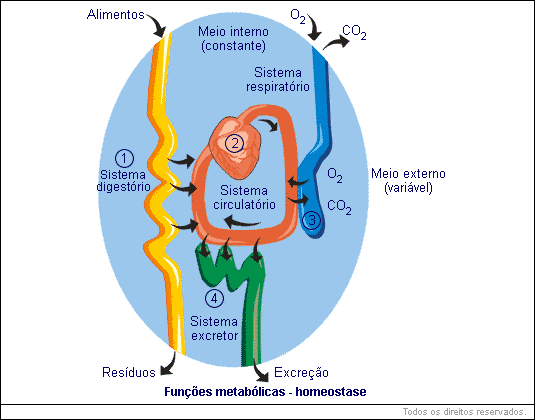 Alimentos
O2
CO2
Meio interno
(constante)
Sistema
respiratório
1
Sistema
digestório
2
Sistema
circulatório
O2
CO2
3
Meio externo
(variável)
4
Sistema
excretor
Resíduos
Excreção
Funções metabólicas - homeostase
Todos os direitos reservados.